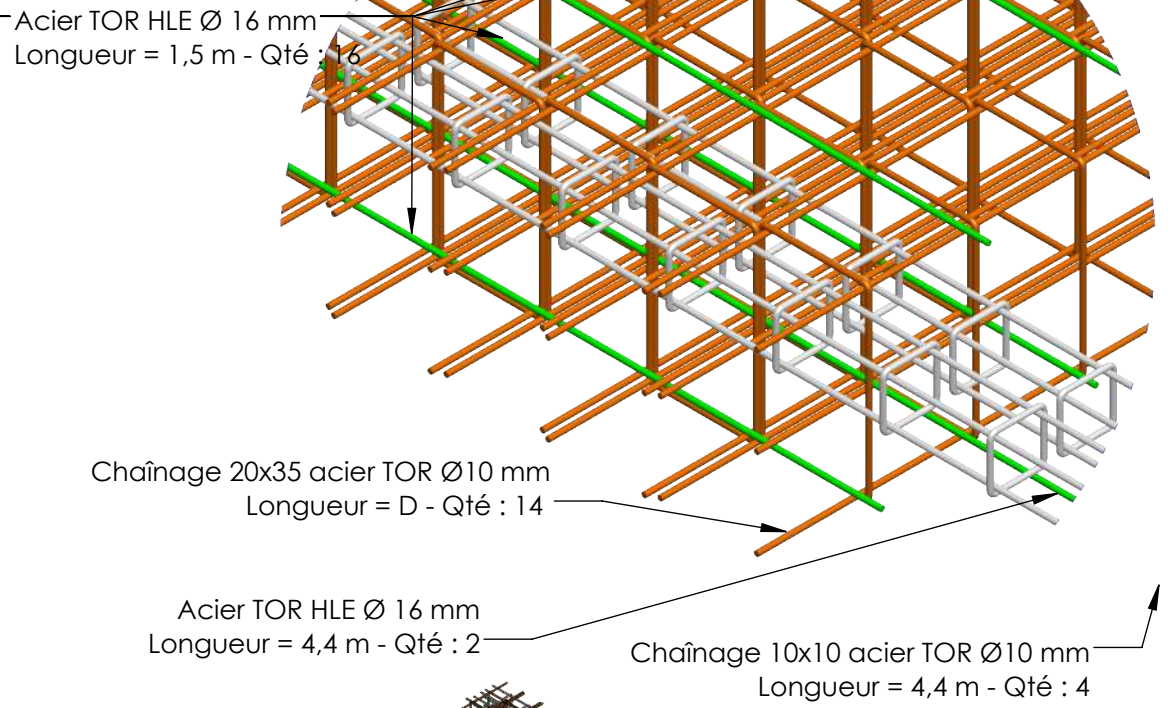 Acier TOR HLE Ø 16 mm
Longueur = 1,5 m - Qté : 16
Chaînage 20x35 acier TOR Ø10 mm
Longueur = D - Qté : 14
Acier TOR HLE Ø 16 mm
Longueur = 4,4 m - Qté : 2
Chaînage 10x10 acier TOR Ø10 mm
Longueur = 4,4 m - Qté : 4